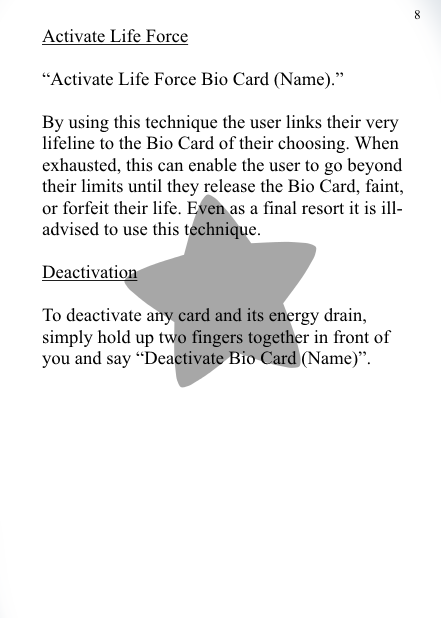 8
Activate Life Force
“Activate Life Force Bio Card (Name).”
By using this technique the user links their very
lifeline to the Bio Card of their choosing. When
exhausted, this can enable the user to go beyond
their limits until they release the Bio Card, faint,
or forfeit their life. Even as a final resort it is ill-
advised to use this technique.
Deactivation
To deactivate any card and its energy drain,
simply hold up two fingers together in front of
you and say “Deactivate Bio Card (Name)”.